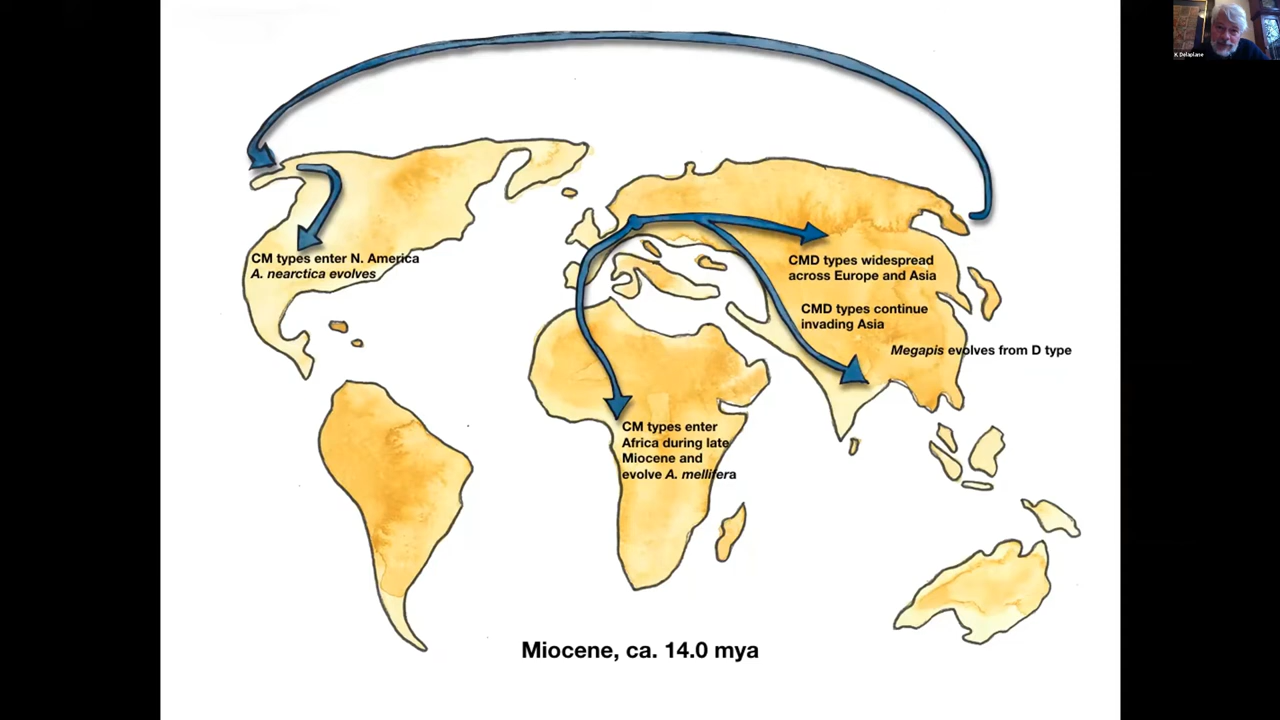 K Delaplane
CM types enter N. America
A. nearctica evolves
CMD types widespread
across Europe and Asia
CMD types continue
invading Asia
Megapis evolves from D type
CM types enter
Africa during late
Miocene and
evolve A. mellifera
Miocene, ca. 14.0 mya